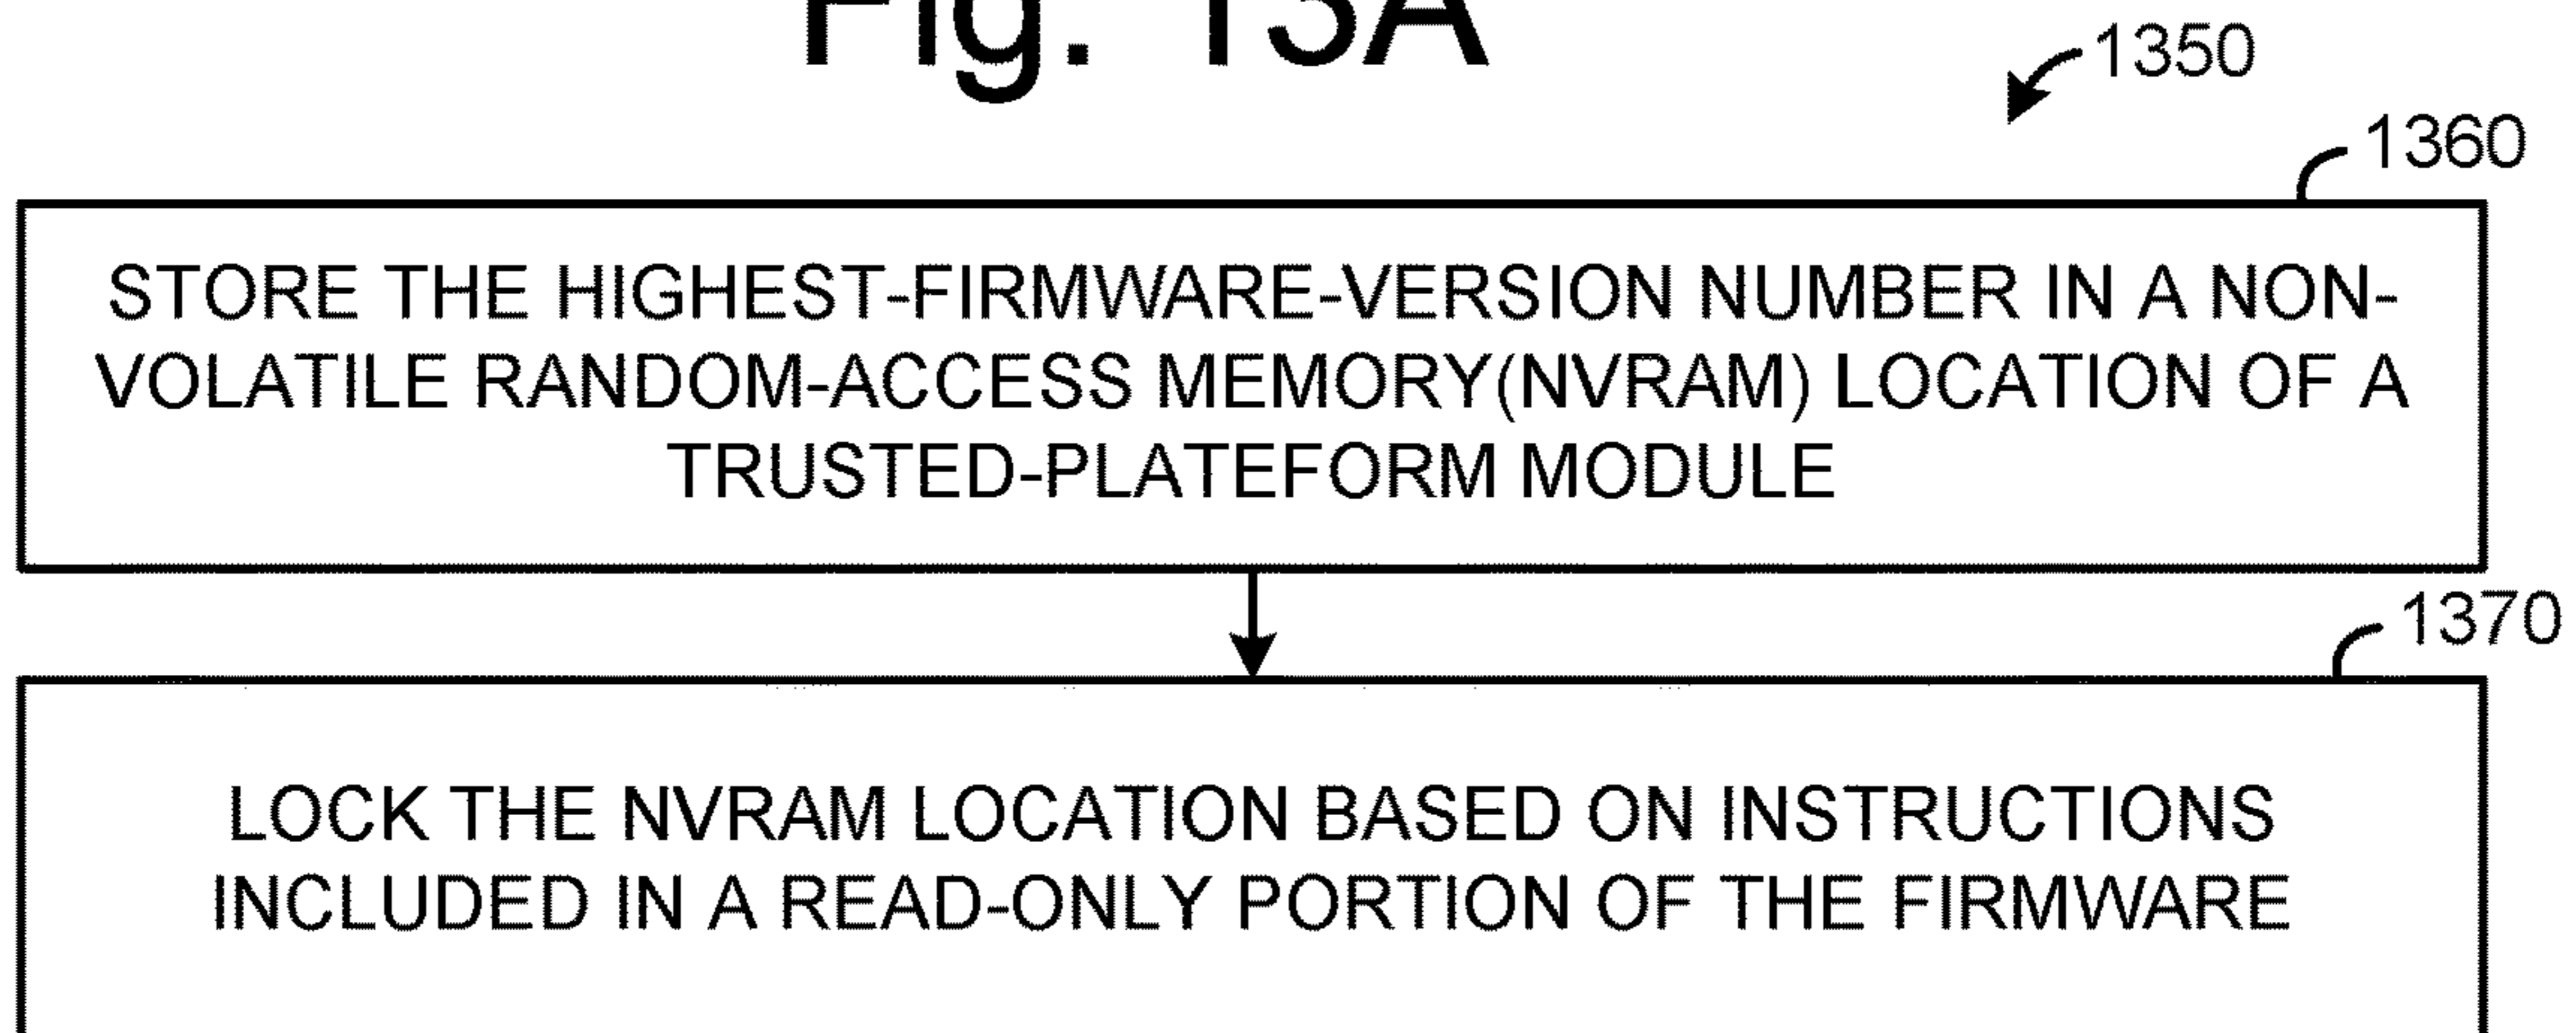 Fig. 13A
1350
1360
STORE THE HIGHEST-FIRMWARE-VERSION NUMBER IN A NON-
VOLATILE RANDOM-ACCESS MEMORY(NVRAM) LOCATION OF A
TRUSTED-PLATEFORM MODULE
1370
LOCK THE NVRAM LOCATION BASED ON INSTRUCTIONS
INCLUDED IN A READ-ONLY PORTION OF THE FIRMWARE